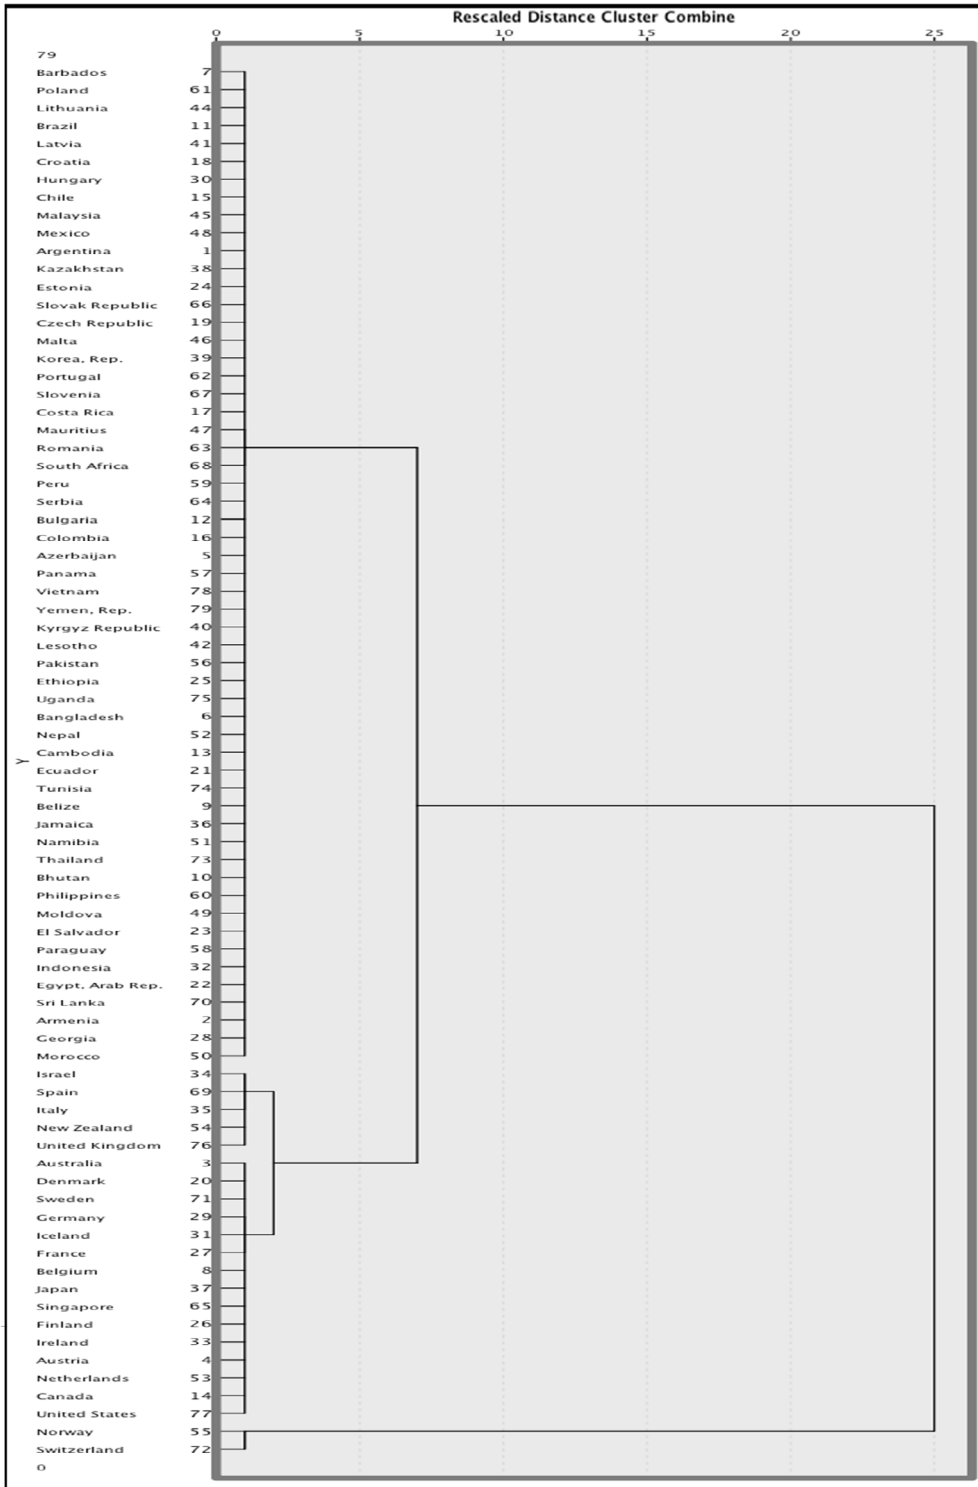 Rescaled Distance Cluster Combine
0 5 10 15 20 25
79
Barbados 7
Poland 61
Lithuania 44
Brazil 11
Latvia 41
Croatia 18
Hungary 30
Chile 15
Malaysia 45
Mexico 48
Argentina 1
Kazakhstan 38
Estonia 24
Slovak Republic 66
Czech Republic 19
Malta 46
Korea, Rep. 39
Portugal 62
Slovenia 67
Costa Rica 17
Mauritius 47
Romania 63
South Africa 68
Peru 59
Serbia 64
Bulgaria 12
Colombia 16
Azerbaijan 5
Panama 57
Vietnam 78
Yemen, Rep. 79
Kyrgyz Republic 40
Lesotho 42
Pakistan 56
Ethiopia 25
Uganda 75
Bangladesh 6
Nepal 52
Cambodia 13
Y
Ecuador 21
Tunisia 74
Belize 9
Jamaica 36
Namibia 51
Thailand 73
Bhutan 10
Philippines 60
Moldova 49
El Salvador 23
Paraguay 58
Indonesia 32
Egypt, Arab Rep. 22
Sri Lanka 70
Armenia 2
Georgia 28
Morocco 50
Israel 34
Spain 69
Italy 35
New Zealand 54
United Kingdom 76
Australia 3
Denmark 20
Sweden 71
Germany 29
Iceland 31
France 27
Belgium 8
Japan 37
Singapore 65
Finland 26
Ireland 33
Austria 4
Netherlands 53
Canada 14
United States 77
Norway 55
Switzerland 72
0